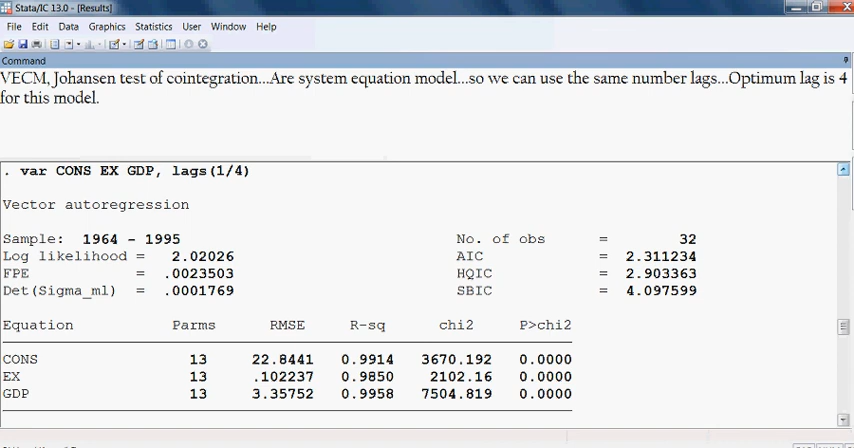 Stata/IC 13.0 - [Results]
File Edit Data Graphics Statistics User Window Help
Command
VECM, Johansen test of cointegration...Are system equation model...so we can use the same number lags...Optimum lag is 4
for this model.
. var CONS EX GDP, lags(1/4)
Vector autoregression
Sample: 1964 - 1995 No. of obs = 32
Log likelihood = 2.02026 AIC = 2.311234
FPE = .0023503 HQIC = 2.903363
Det(Sigma_ml) = .0001769 SBIC = 4.097599
Equation Parms RMSE R-sq chi2 P>chi2
CONS 13 22.8441 0.9914 3670.192 0.0000
EX 13 .102237 0.9850 2102.16 0.0000
GDP 13 3.35752 0.9958 7504.819 0.0000